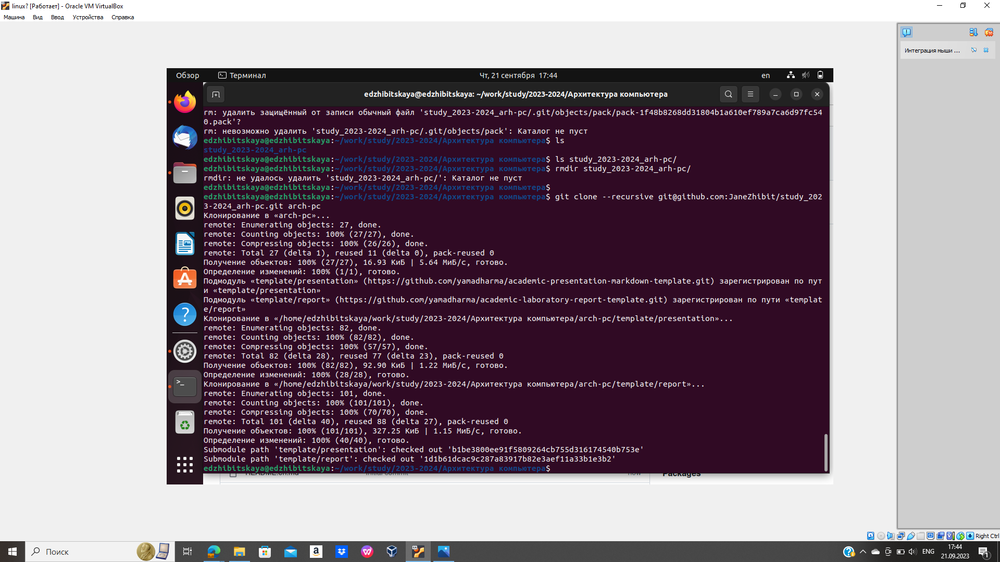 linux? [Работает] - Oracle VM VirtualBox
Машина Вид Ввод Устройства Справка
Интеграция мыши ...
Обзор Терминал Чт, 21 сентября 17:44 en
edzhibitskaya@edzhibitskaya: ~/work/study/2023-2024/Архитектура компьютера
rm: удалить защищённый от записи обычный файл 'study_2023-2024_arh-pc/.git/objects/pack/pack-1f48b8268dd31804b1a610ef789a7ca6d97fc54
0.pack'?
rm: невозможно удалить 'study_2023-2024_arh-pc/.git/objects/pack': Каталог не пуст
edzhibitskaya@edzhibitskaya:~/work/study/2023-2024/Архитектура компьютера$ ls
study_2023-2024_arh-pc
edzhibitskaya@edzhibitskaya:~/work/study/2023-2024/Архитектура компьютера$ ls study_2023-2024_arh-pc/
edzhibitskaya@edzhibitskaya:~/work/study/2023-2024/Архитектура компьютера$ rmdir study_2023-2024_arh-pc/
rmdir: не удалось удалить 'study_2023-2024_arh-pc/': Каталог не пуст
edzhibitskaya@edzhibitskaya:~/work/study/2023-2024/Архитектура компьютера$
edzhibitskaya@edzhibitskaya:~/work/study/2023-2024/Архитектура компьютера$ git clone --recursive git@github.com:JaneZhibit/study_202
3-2024_arh-pc.git arch-pc
Клонирование в «arch-pc»...
remote: Enumerating objects: 27, done.
remote: Counting objects: 100% (27/27), done.
remote: Compressing objects: 100% (26/26), done.
remote: Total 27 (delta 1), reused 11 (delta 0), pack-reused 0
Получение объектов: 100% (27/27), 16.93 КиБ | 5.64 МиБ/с, готово.
Определение изменений: 100% (1/1), готово.
Подмодуль «template/presentation» (https://github.com/yamadharma/academic-presentation-markdown-template.git) зарегистрирован по пут
и «template/presentation»
Подмодуль «template/report» (https://github.com/yamadharma/academic-laboratory-report-template.git) зарегистрирован по пути «templat
e/report»
Клонирование в «/home/edzhibitskaya/work/study/2023-2024/Архитектура компьютера/arch-pc/template/presentation»...
remote: Enumerating objects: 82, done.
remote: Counting objects: 100% (82/82), done.
remote: Compressing objects: 100% (57/57), done.
remote: Total 82 (delta 28), reused 77 (delta 23), pack-reused 0
Получение объектов: 100% (82/82), 92.90 КиБ | 1.22 МиБ/с, готово.
Определение изменений: 100% (28/28), готово.
Клонирование в «/home/edzhibitskaya/work/study/2023-2024/Архитектура компьютера/arch-pc/template/report»...
remote: Enumerating objects: 101, done.
remote: Counting objects: 100% (101/101), done.
remote: Compressing objects: 100% (70/70), done.
remote: Total 101 (delta 40), reused 88 (delta 27), pack-reused 0
Получение объектов: 100% (101/101), 327.25 КиБ | 1.15 МиБ/с, готово.
Определение изменений: 100% (40/40), готово.
Submodule path 'template/presentation': checked out 'b1be3800ee91f5809264cb755d316174540b753e'
Submodule path 'template/report': checked out '1d1b61dcac9c287a83917b82e3aef11a33b1e3b2'
edzhibitskaya@edzhibitskaya:~/work/study/2023-2024/Архитектура компьютера$
README.en.md Initial commit now Packages
Right Ctrl
Поиск
ENG
17:44
21.09.2023
1